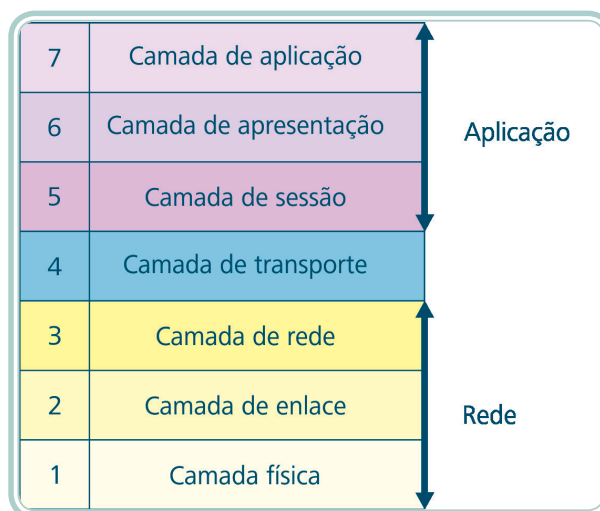 7 Camada de aplicação
6 Camada de apresentação
Aplicação
5 Camada de sessão
4 Camada de transporte
3 Camada de rede
2 Camada de enlace
Rede
1 Camada física